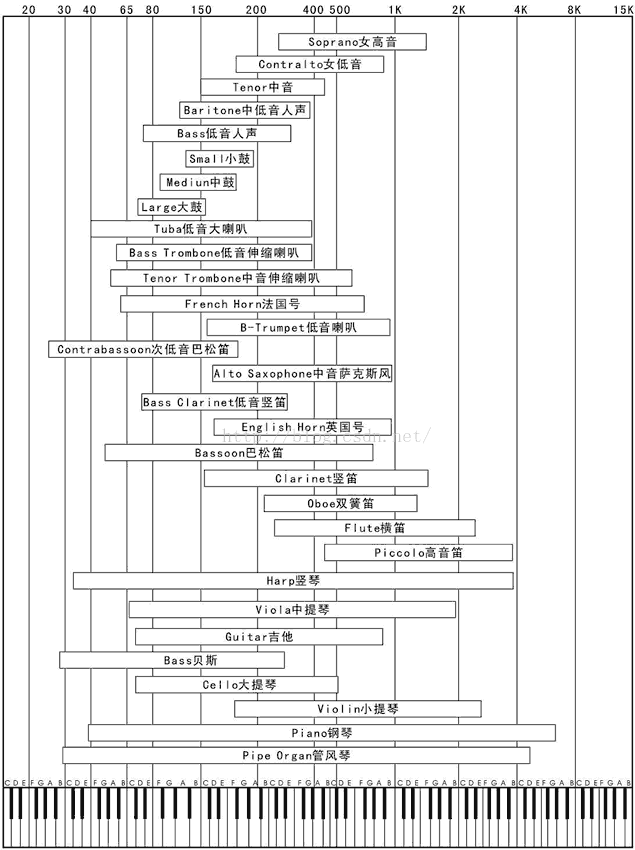 20 30 40 65 80 150 200 400 500 1K 2K 4K 8K 15K
Soprano女高音
Contralto女低音
Tenor中音
Baritone中低音人声
Bass低音人声
Small小鼓
Mediun中鼓
Large大鼓
Tuba低音大喇叭
Bass Trombone低音伸缩喇叭
Tenor Trombone中音伸缩喇叭
French Horn法国号
B-Trumpet低音喇叭
Contrabassoon次低音巴松笛
Alto Saxophone中音萨克斯风
Bass Clarinet低音竖笛
English Horn英国号
http://blog.csdn.net/
Bassoon巴松笛
Clarinet竖笛
Oboe双簧笛
Flute横笛
Piccolo高音笛
Harp竖琴
Viola中提琴
Guitar吉他
Bass贝斯
Cello大提琴
Violin小提琴
Piano钢琴
Pipe Organ管风琴